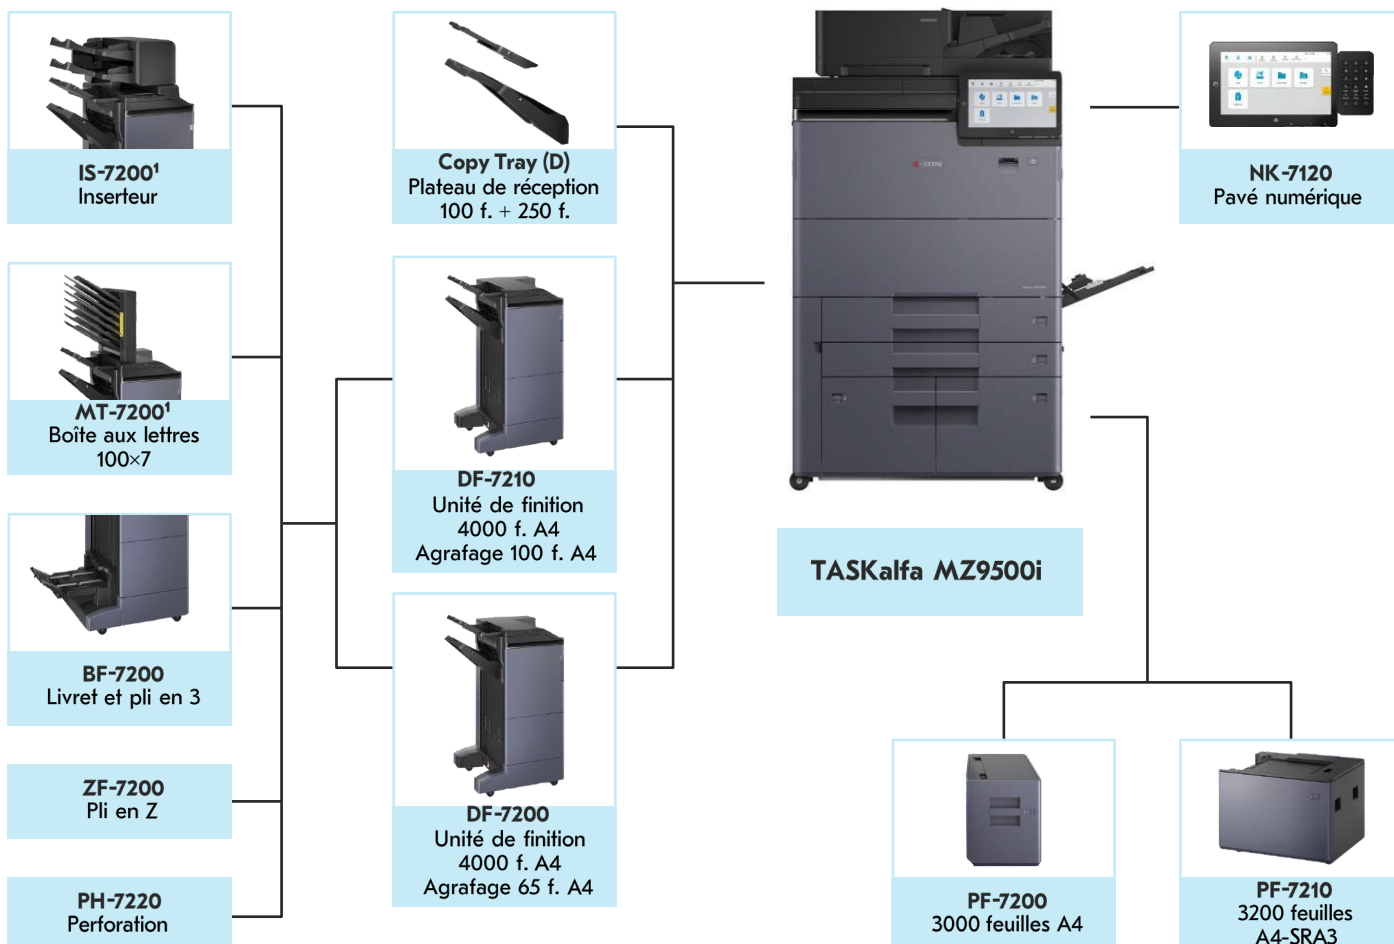 IS-7200¹
Inserteur
MT-7200¹
Boîte aux lettres
100×7
BF-7200
Livret et pli en 3
ZF-7200
Pli en Z
PH-7220
Perforation
Copy Tray (D)
Plateau de réception
100 f. + 250 f.
DF-7210
Unité de finition
4000 f. A4
Agrafage 100 f. A4
DF-7200
Unité de finition
4000 f. A4
Agrafage 65 f. A4
KYOCERA
TASKalfa MZ9500i
NK-7120
Pavé numérique
PF-7200
3000 feuilles A4
PF-7210
3200 feuilles
A4-SRA3